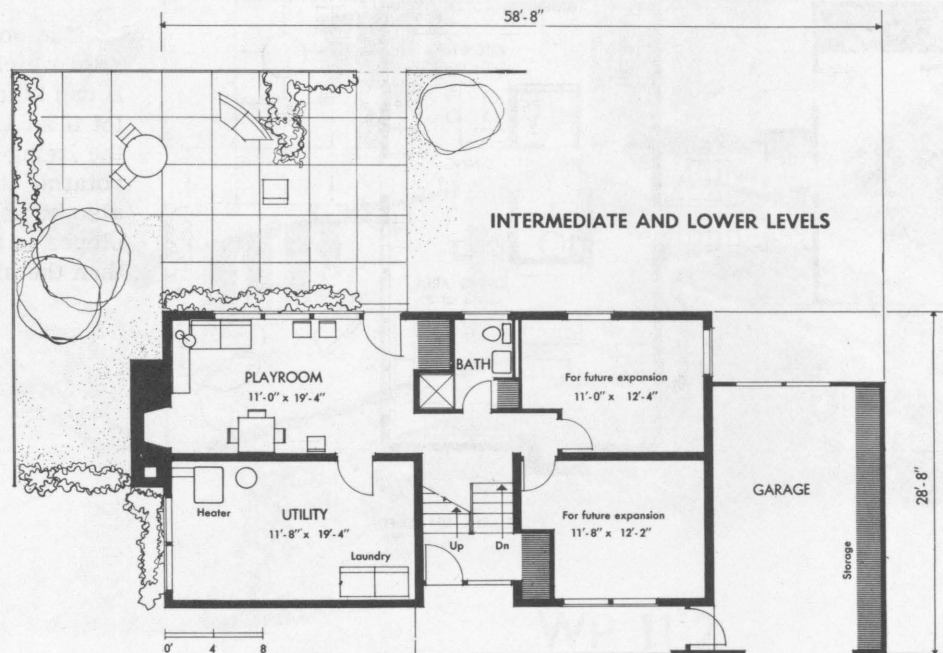 58'-8"
INTERMEDIATE AND LOWER LEVELS
PLAYROOM
11'-0" x 19'-4"
BATH
For future expansion
11'-0" x 12'-4"
GARAGE
28'-8"
Heater
UTILITY
11'-8" x 19'-4"
Laundry
Up
Dn
For future expansion
11'-8" x 12'-2"
Storage
0'
4
8